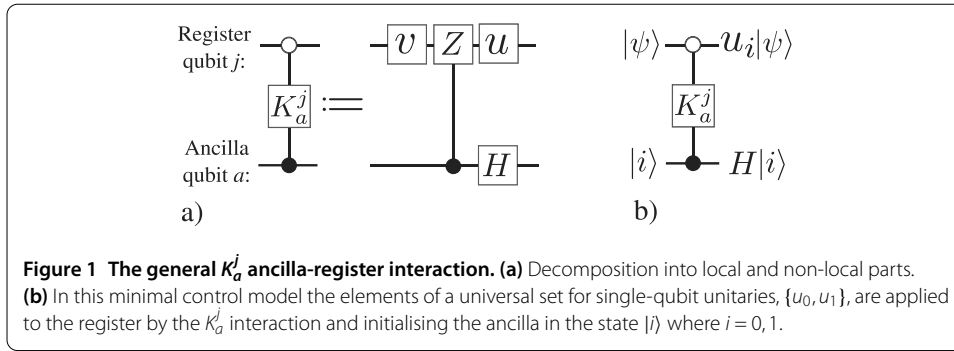 Register
qubit j:
Ancilla
qubit a:
K_a^j
:=
v Z u
H
a)
|ψ⟩ u_i|ψ⟩
K_a^j
|i⟩ H|i⟩
b)
Figure 1 The general K_a^j ancilla-register interaction. (a) Decomposition into local and non-local parts.
(b) In this minimal control model the elements of a universal set for single-qubit unitaries, {u_0, u_1}, are applied
to the register by the K_a^j interaction and initialising the ancilla in the state |i⟩ where i = 0, 1.